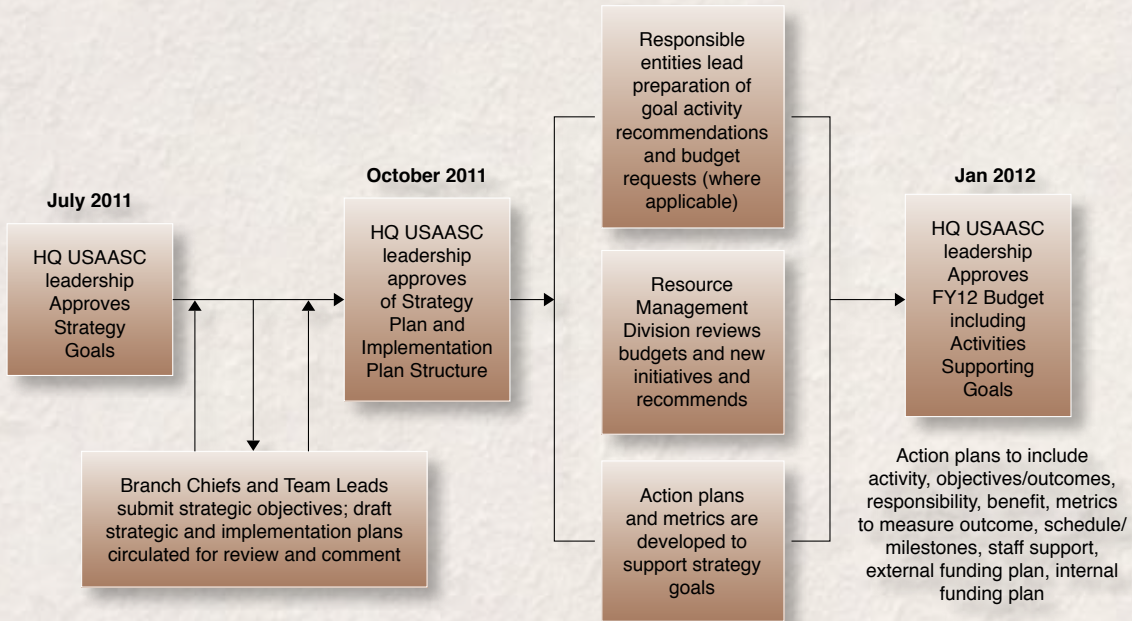 July 2011
HQ USAASC
leadership
Approves
Strategy
Goals
Branch Chiefs and Team Leads
submit strategic objectives; draft
strategic and implementation plans
circulated for review and comment
October 2011
HQ USAASC
leadership
approves
of Strategy
Plan and
Implementation
Plan Structure
Responsible
entities lead
preparation of
goal activity
recommendations
and budget
requests (where
applicable)
Resource
Management
Division reviews
budgets and new
initiatives and
recommends
Action plans
and metrics are
developed to
support strategy
goals
Jan 2012
HQ USAASC
leadership
Approves
FY12 Budget
including
Activities
Supporting
Goals
Action plans to include
activity, objectives/outcomes,
responsibility, benefit, metrics
to measure outcome, schedule/
milestones, staff support,
external funding plan, internal
funding plan